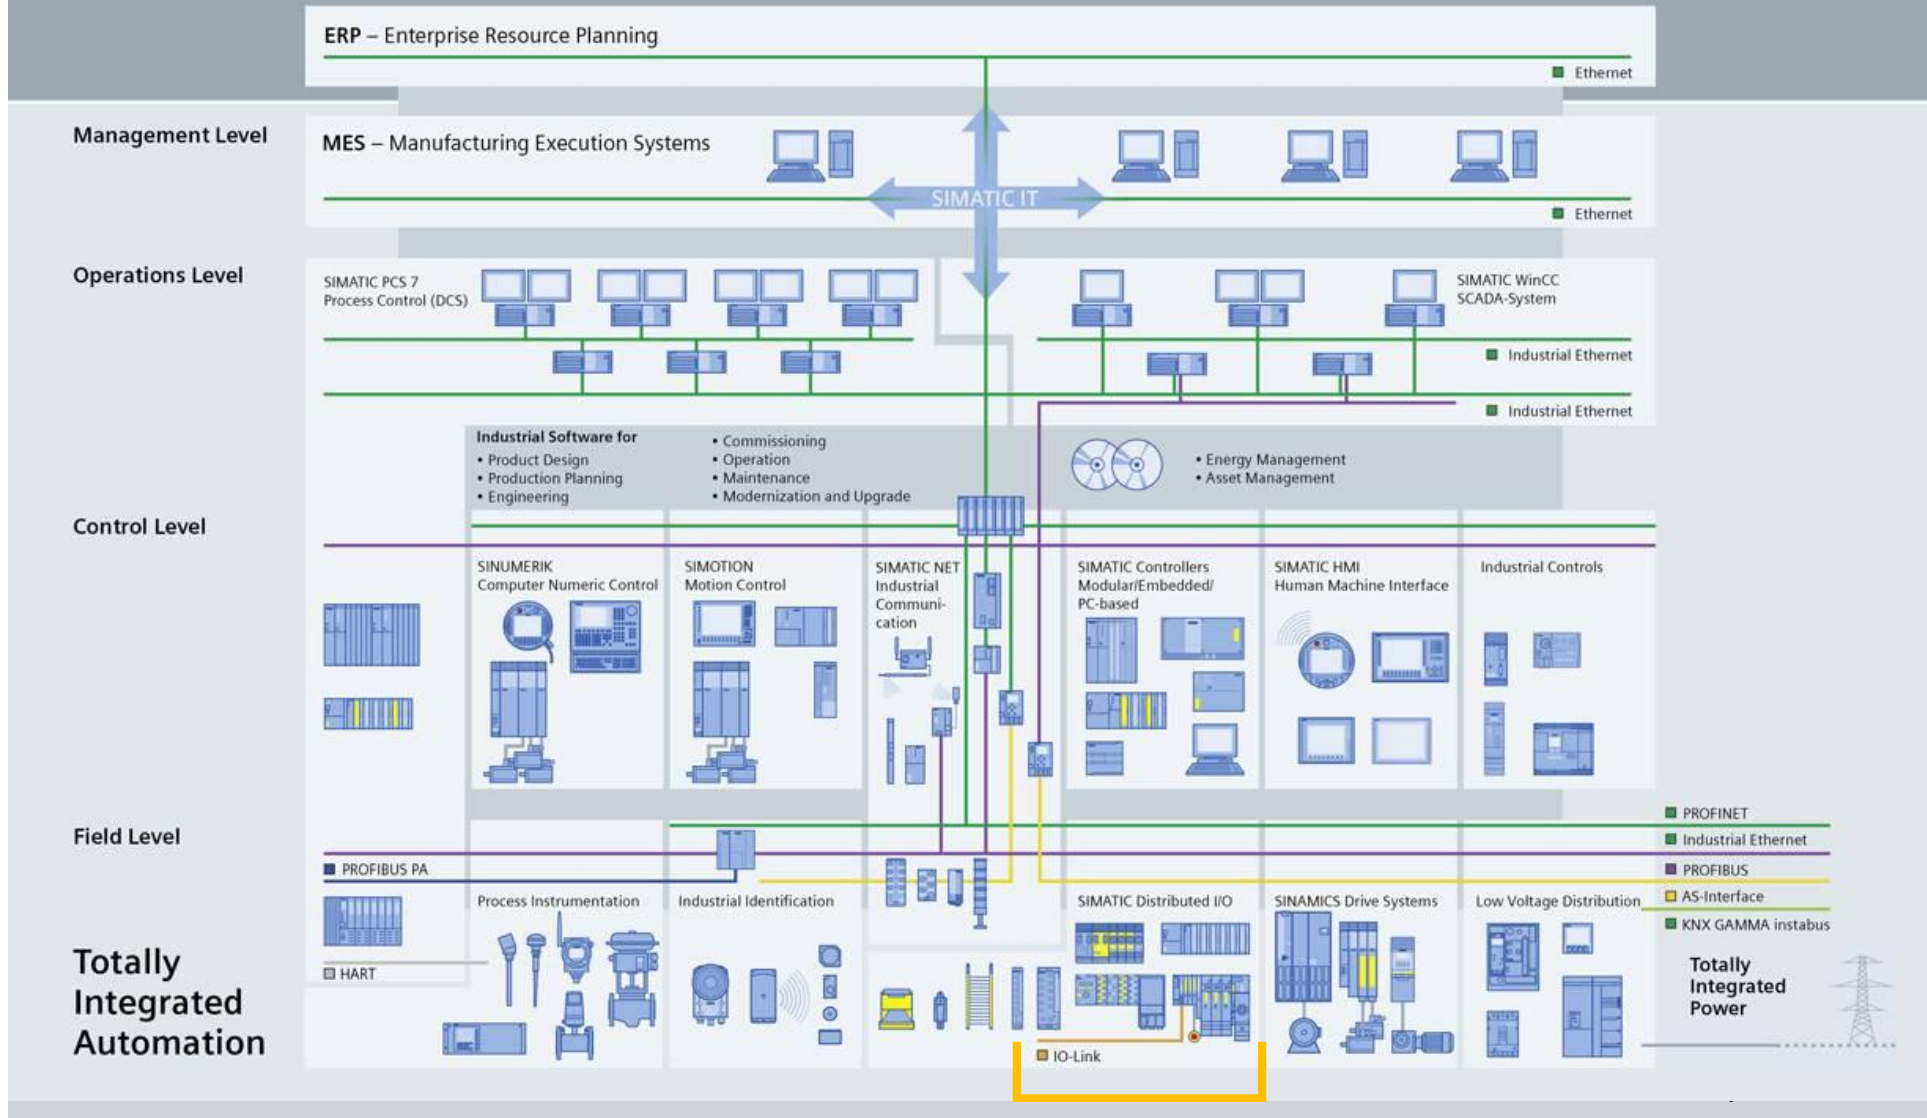 ERP – Enterprise Resource Planning
Ethernet
Management Level
MES – Manufacturing Execution Systems
SIMATIC IT
Ethernet
Operations Level
SIMATIC PCS 7
Process Control (DCS)
SIMATIC WinCC
SCADA-System
Industrial Ethernet
Industrial Ethernet
Industrial Software for
• Product Design
• Production Planning
• Engineering
• Commissioning
• Operation
• Maintenance
• Modernization and Upgrade
• Energy Management
• Asset Management
Control Level
SINUMERIK
Computer Numeric Control
SIMOTION
Motion Control
SIMATIC NET
Industrial
Communi-
cation
SIMATIC Controllers
Modular/Embedded/
PC-based
SIMATIC HMI
Human Machine Interface
Industrial Controls
Field Level
PROFINET
Industrial Ethernet
PROFIBUS
AS-Interface
KNX GAMMA instabus
PROFIBUS PA
Process Instrumentation
Industrial Identification
SIMATIC Distributed I/O
SINAMICS Drive Systems
Low Voltage Distribution
HART
IO-Link
Totally
Integrated
Automation
Totally
Integrated
Power